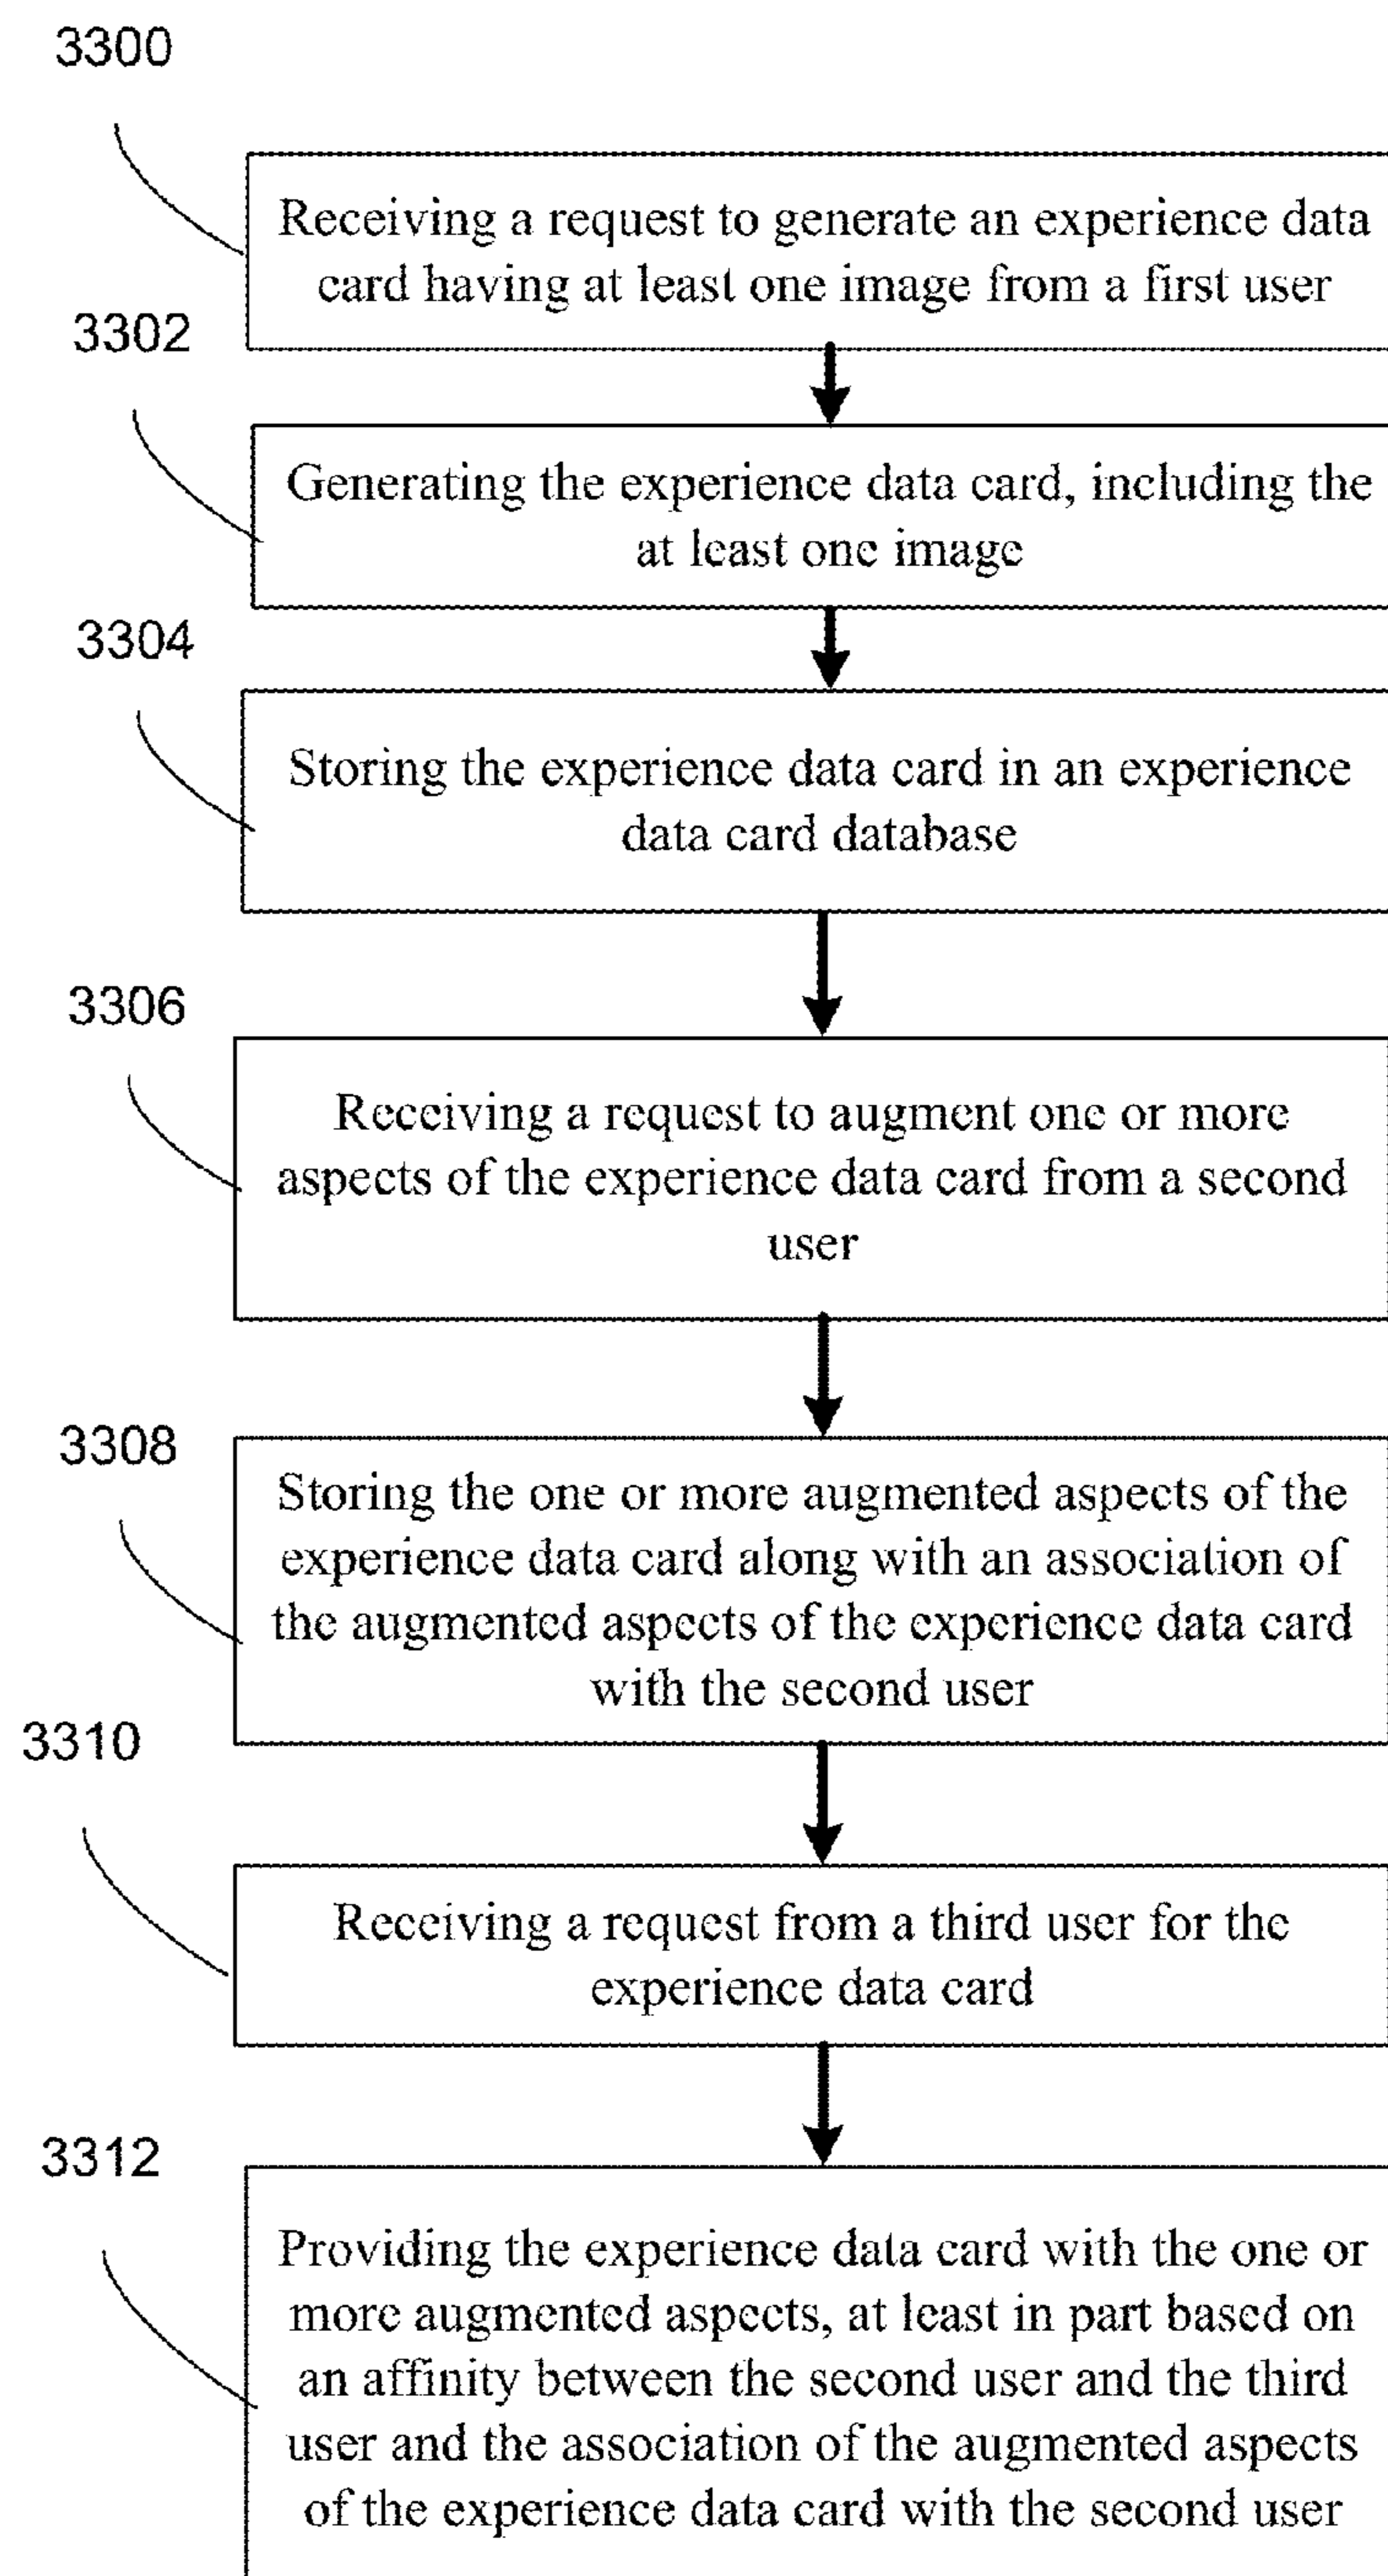 3300
Receiving a request to generate an experience data
card having at least one image from a first user
3302
Generating the experience data card, including the
at least one image
3304
Storing the experience data card in an experience
data card database
3306
Receiving a request to augment one or more
aspects of the experience data card from a second
user
3308
Storing the one or more augmented aspects of the
experience data card along with an association of
the augmented aspects of the experience data card
with the second user
3310
Receiving a request from a third user for the
experience data card
3312
Providing the experience data card with the one or
more augmented aspects, at least in part based on
an affinity between the second user and the third
user and the association of the augmented aspects
of the experience data card with the second user